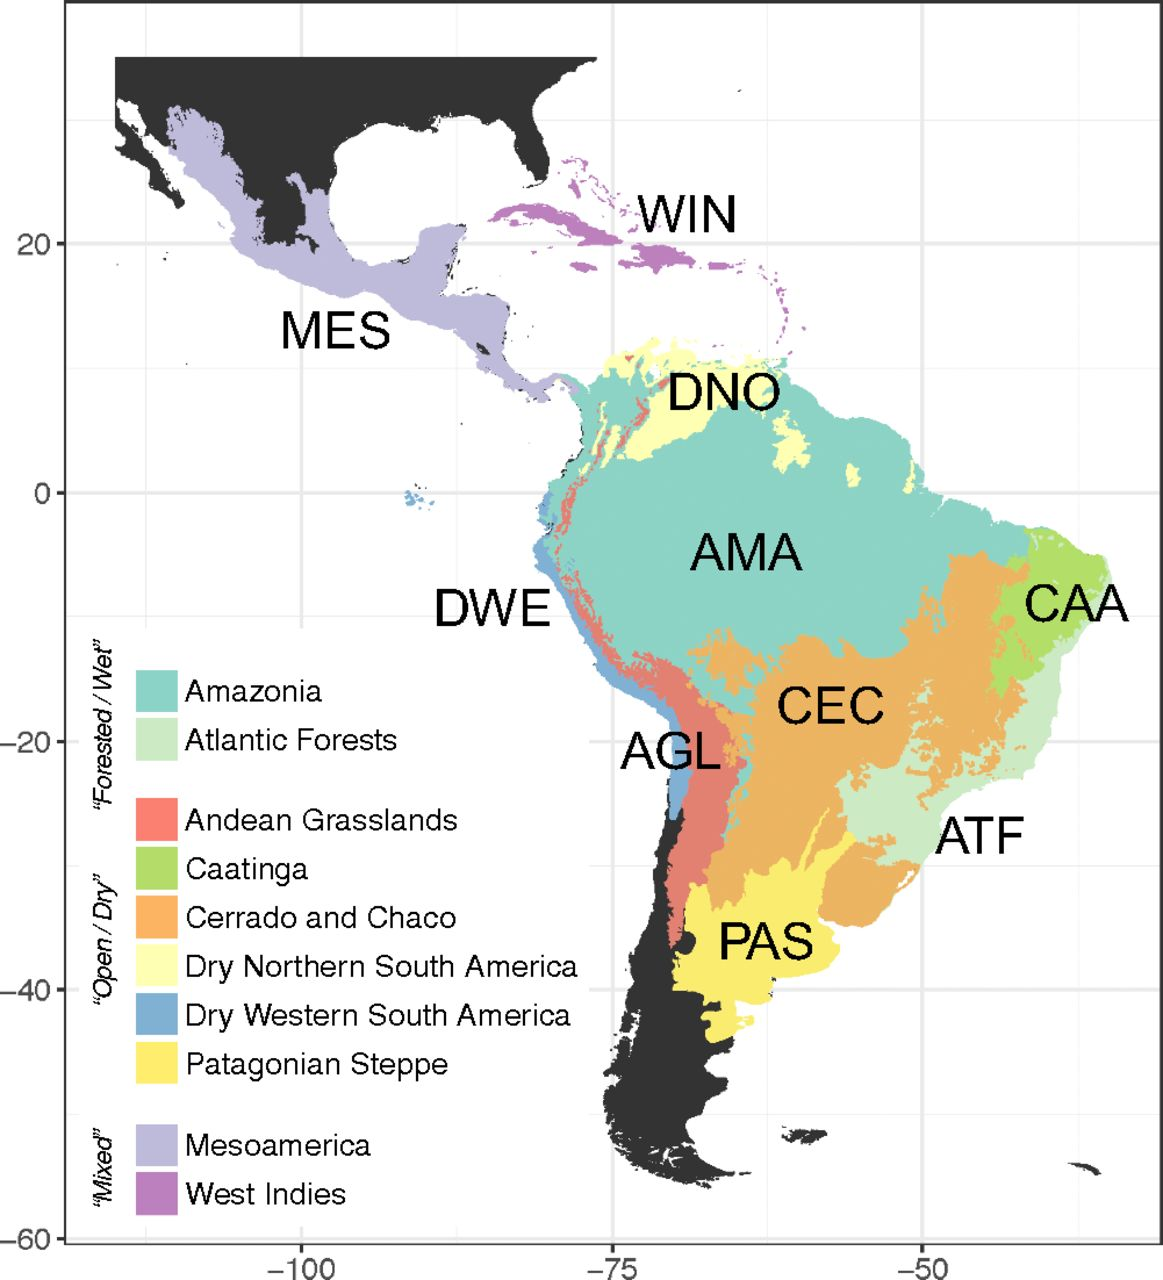 WIN
20
MES
DNO
0
AMA
DWE
CAA
"Forested / Wet"
Amazonia
CEC
Atlantic Forests
–20
AGL
"Open / Dry"
Andean Grasslands
ATF
Caatinga
Cerrado and Chaco
PAS
Dry Northern South America
–40
Dry Western South America
Patagonian Steppe
"Mixed"
Mesoamerica
West Indies
–60
–100
–75
–50